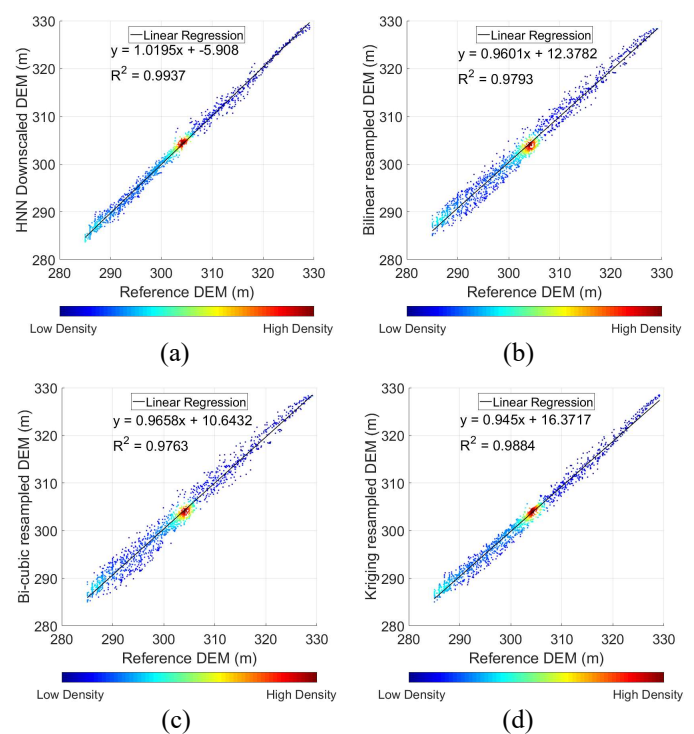 Linear Regression
y = 1.0195x + -5.908
R² = 0.9937
HNN Downscaled DEM (m)
330
320
310
300
290
280
280 290 300 310 320 330
Reference DEM (m)
Low Density High Density
(a)
Linear Regression
y = 0.9601x + 12.3782
R² = 0.9793
Bilinear resampled DEM (m)
330
320
310
300
290
280
280 290 300 310 320 330
Reference DEM (m)
Low Density High Density
(b)
Linear Regression
y = 0.9658x + 10.6432
R² = 0.9763
Bi-cubic resampled DEM (m)
330
320
310
300
290
280
280 290 300 310 320 330
Reference DEM (m)
Low Density High Density
(c)
Linear Regression
y = 0.945x + 16.3717
R² = 0.9884
Kriging resampled DEM (m)
330
320
310
300
290
280
280 290 300 310 320 330
Reference DEM (m)
Low Density High Density
(d)